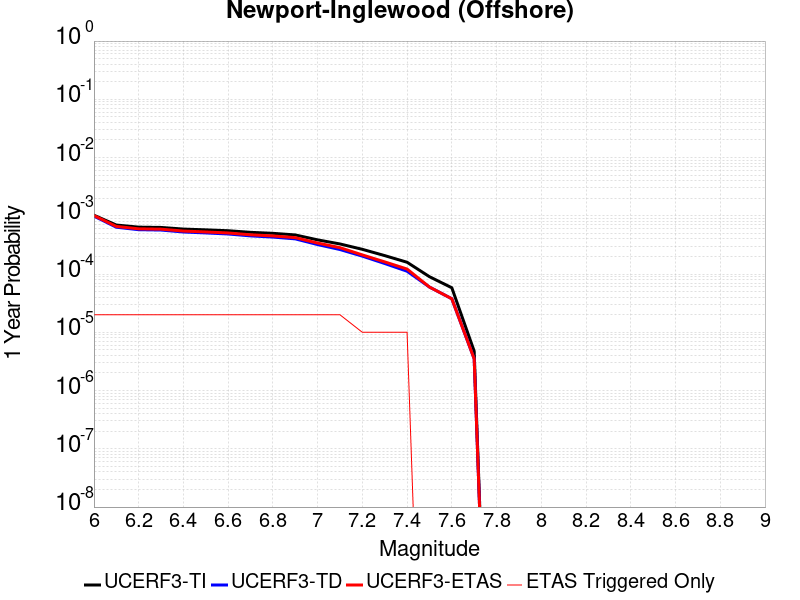 Newport-Inglewood (Offshore)
10^0
10^-1
10^-2
10^-3
10^-4
10^-5
10^-6
10^-7
10^-8
1 Year Probability
6 6.2 6.4 6.6 6.8 7 7.2 7.4 7.6 7.8 8 8.2 8.4 8.6 8.8 9
Magnitude
UCERF3-TI UCERF3-TD UCERF3-ETAS ETAS Triggered Only